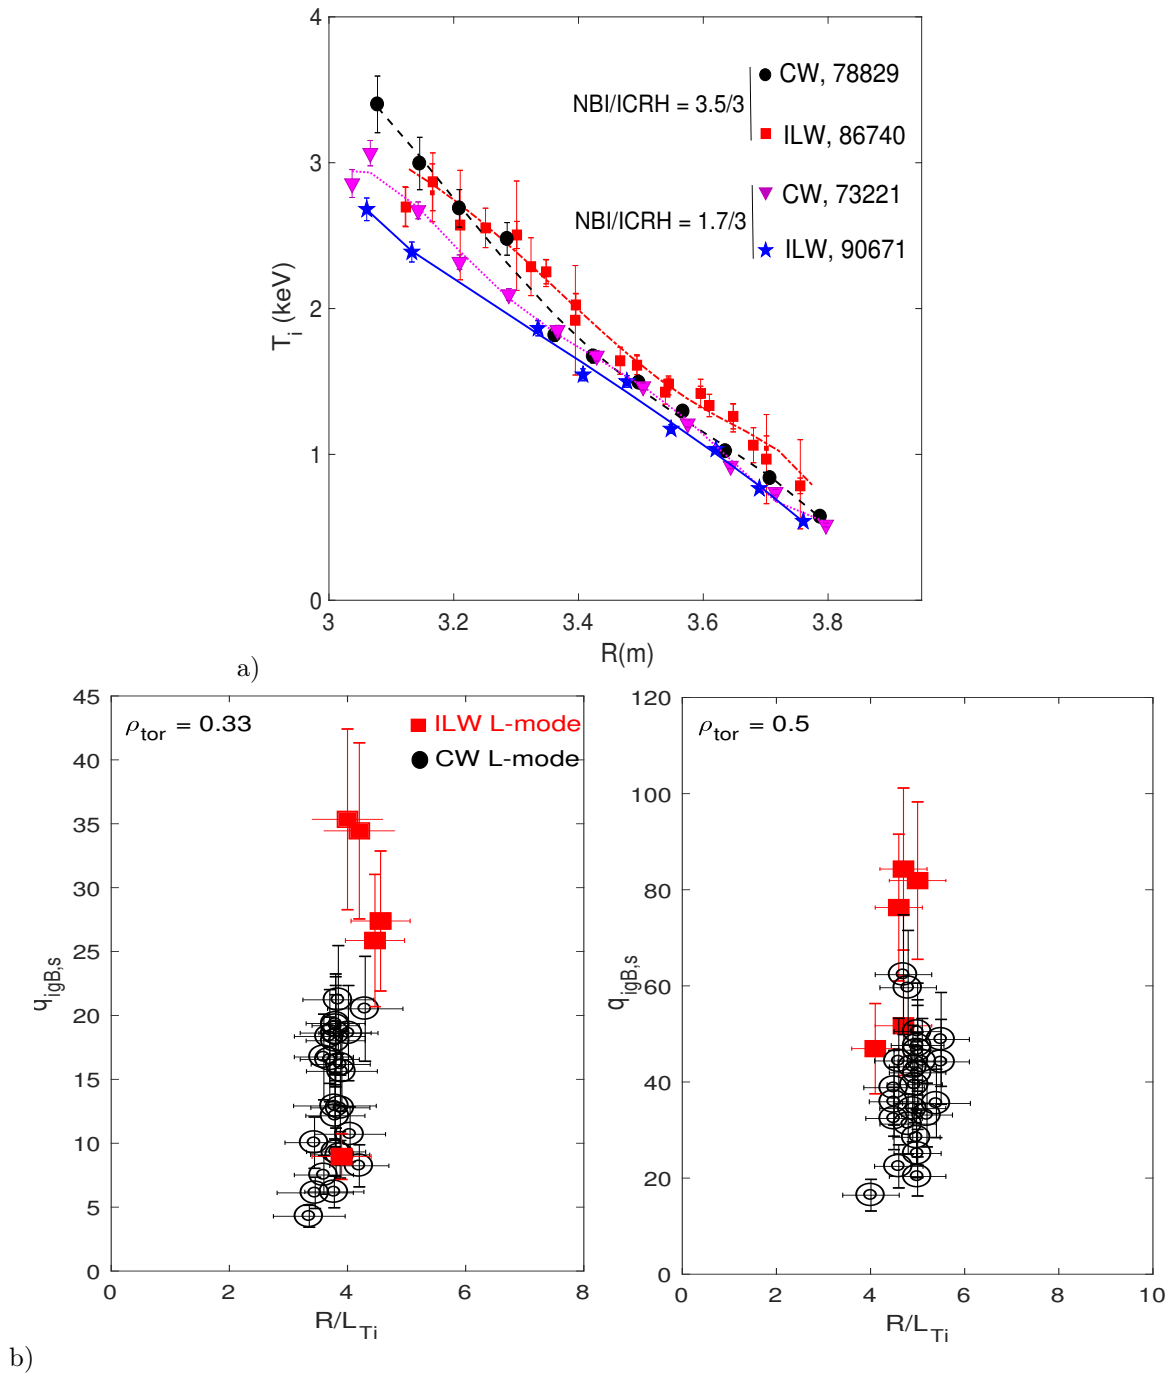 4
3
2
1
0
T_i (keV)
CW, 78829
NBI/ICRH = 3.5/3
ILW, 86740
CW, 73221
NBI/ICRH = 1.7/3
ILW, 90671
3 3.2 3.4 3.6 3.8
R(m)
a)
45
40
35
30
25
20
15
10
5
0
q_igB,s
ρ_tor = 0.33
ILW L-mode
CW L-mode
0 2 4 6 8
R/L_Ti
120
100
80
60
40
20
0
q_igB,s
ρ_tor = 0.5
0 2 4 6 8 10
R/L_Ti
b)